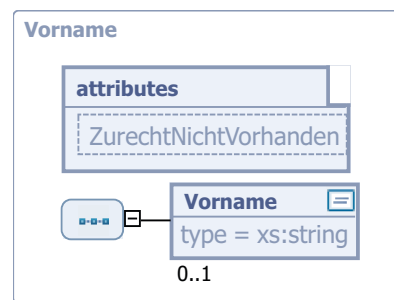 Vorname
attributes
ZurechtNichtVorhanden
Vorname
type = xs:string
0..1